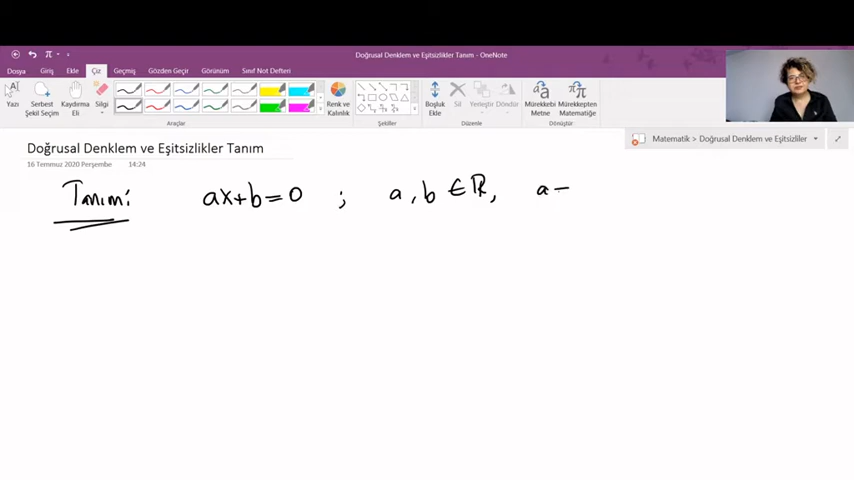 Doğrusal Denklem ve Eşitsizlikler Tanım - OneNote
Dosya Giriş Ekle Çiz Geçmiş Gözden Geçir Görünüm Sınıf Not Defteri
Yazı Serbest Şekil Seçim Kaydırma Eli Silgi Renk ve Kalınlık Boşluk Ekle Sil Yerleştir Döndür Mürekkebi Metne Mürekkepten Matematiğe
Araçlar Şekiller Düzenle Dönüştür
Matematik > Doğrusal Denklem ve Eşitsizliler
Doğrusal Denklem ve Eşitsizlikler Tanım
16 Temmuz 2020 Perşembe 14:24
Tanım: ax+b=0 ; a, b ∈ ℝ, a −